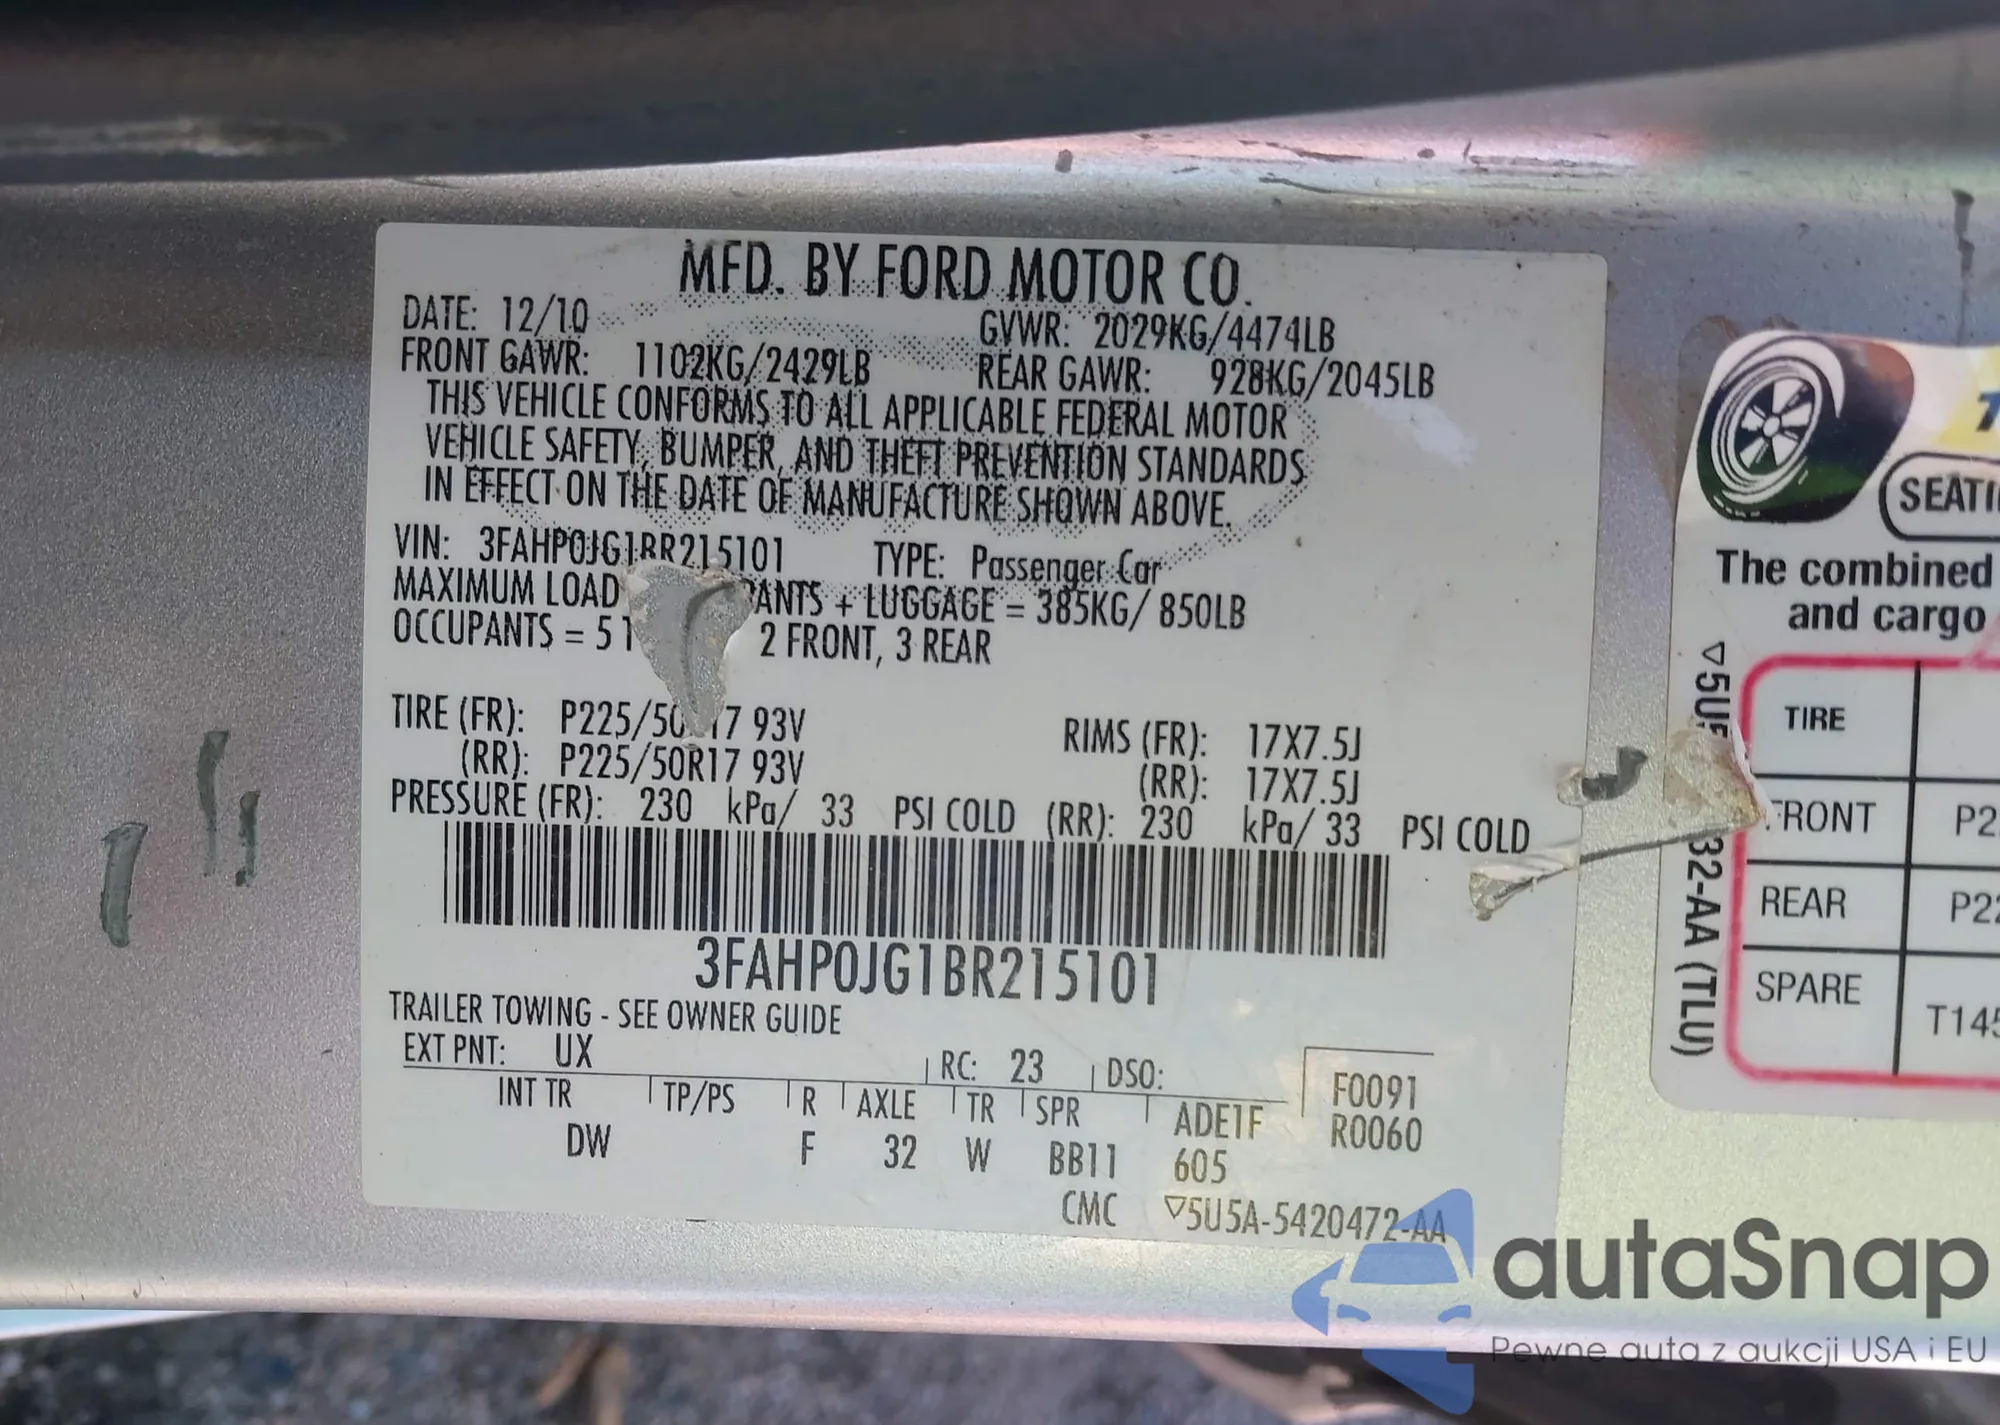 MFD. BY FORD MOTOR CO.
DATE: 12/10 GVWR: 2029KG/4474LB
FRONT GAWR: 1102KG/2429LB REAR GAWR: 928KG/2045LB
THIS VEHICLE CONFORMS TO ALL APPLICABLE FEDERAL MOTOR
VEHICLE SAFETY, BUMPER, AND THEFT PREVENTION STANDARDS
IN EFFECT ON THE DATE OF MANUFACTURE SHOWN ABOVE.
VIN: 3FAHP0JG1BR215101 TYPE: Passenger Car
MAXIMUM LOAD PANTS + LUGGAGE = 385KG/ 850LB
OCCUPANTS = 5 T 2 FRONT, 3 REAR
TIRE (FR): P225/50R17 93V RIMS (FR): 17X7.5J
(RR): P225/50R17 93V (RR): 17X7.5J
PRESSURE (FR): 230 kPa/ 33 PSI COLD (RR): 230 kPa/ 33 PSI COLD
3FAHP0JG1BR215101
TRAILER TOWING - SEE OWNER GUIDE
EXT PNT: UX RC: 23 DSO:
INT TR TP/PS R AXLE TR SPR ADE1F
DW F 32 W BB11 605
F0091
R0060
CMC ▽5U5A-5420472-AA
SEATI
The combined
and cargo
TIRE
FRONT P2
REAR P22
SPARE T145
▽5U 32-AA (TLU)
autaSnap
Pewne auta z aukcji USA i EU